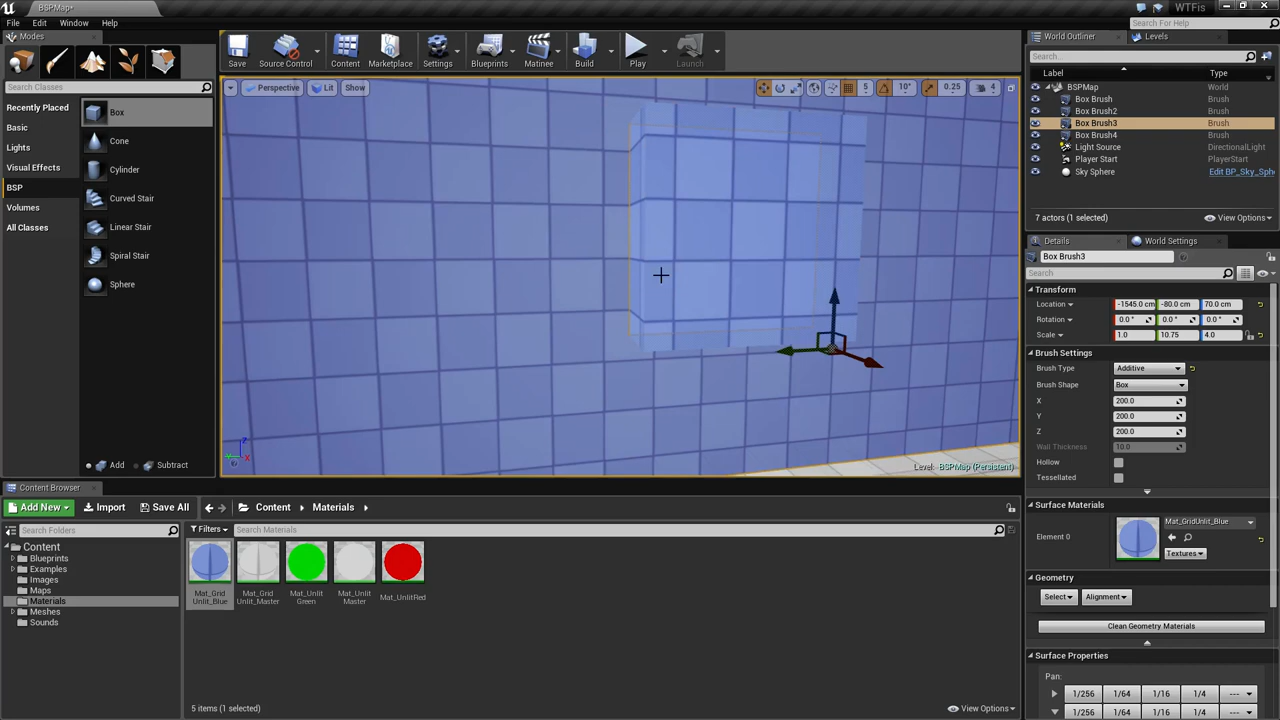 BSPMap*
WTFis
File Edit Window Help
Search For Help
Modes
Search Classes
Recently Placed
Basic
Lights
Visual Effects
BSP
Volumes
All Classes
Box
Cone
Cylinder
Curved Stair
Linear Stair
Spiral Stair
Sphere
Add Subtract
Save Source Control Content Marketplace Settings Blueprints Matinee Build Play Launch
Perspective Lit Show
5 10° 0.25 4
Level: BSPMap (Persistent)
World Outliner Levels
Search...
Label Type
BSPMap World
Box Brush Brush
Box Brush2 Brush
Box Brush3 Brush
Box Brush4 Brush
Light Source DirectionalLight
Player Start PlayerStart
Sky Sphere Edit BP_Sky_Sph
7 actors (1 selected) View Options
Details World Settings
Box Brush3
Search
Transform
Location -1545.0 cm -80.0 cm 70.0 cm
Rotation 0.0 ° 0.0 ° 0.0 °
Scale 1.0 10.75 4.0
Brush Settings
Brush Type Additive
Brush Shape Box
X 200.0
Y 200.0
Z 200.0
Wall Thickness 10.0
Hollow
Tessellated
Surface Materials
Element 0 Mat_GridUnlit_Blue
Textures
Geometry
Select Alignment
Clean Geometry Materials
Surface Properties
Pan:
1/256 1/64 1/16 1/4 ---
1/256 1/64 1/16 1/4 ---
Content Browser
Add New Import Save All Content Materials
Search Folders
Filters Search Materials
Content
Blueprints
Examples
Images
Maps
Materials
Meshes
Sounds
Mat_Grid Unlit_Blue
Mat_Grid Unlit_Master
Mat_Unlit Green
Mat_Unlit Master
Mat_UnlitRed
5 items (1 selected) View Options